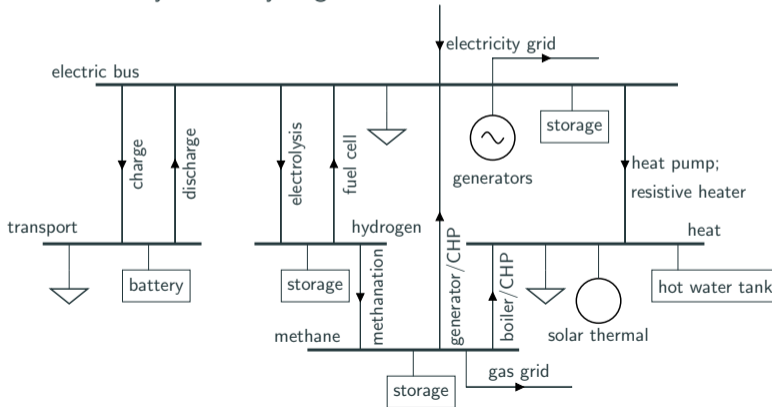 electricity grid
electric bus
storage
generators
charge
discharge
electrolysis
fuel cell
heat pump;
resistive heater
transport
hydrogen
heat
battery
storage
methanation
generator/CHP
boiler/CHP
hot water tank
solar thermal
methane
gas grid
storage